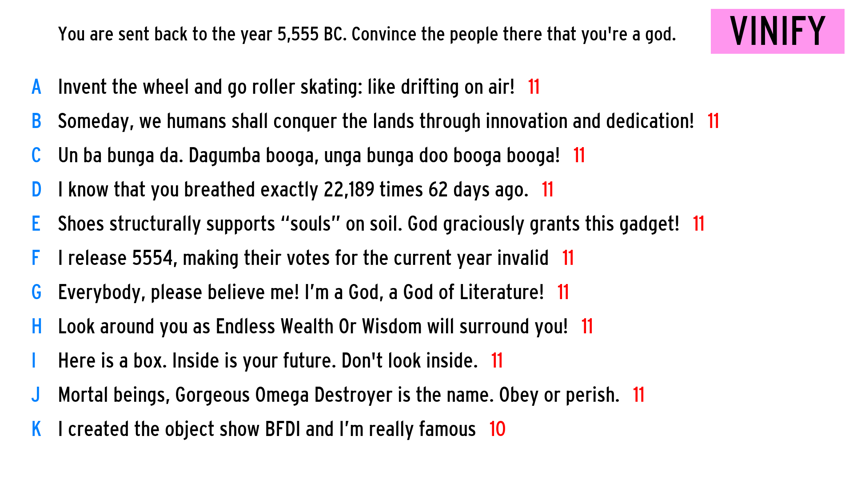 You are sent back to the year 5,555 BC. Convince the people there that you're a god.
VINIFY
A Invent the wheel and go roller skating: like drifting on air! 11
B Someday, we humans shall conquer the lands through innovation and dedication! 11
C Un ba bunga da. Dagumba booga, unga bunga doo booga booga! 11
D I know that you breathed exactly 22,189 times 62 days ago. 11
E Shoes structurally supports “souls” on soil. God graciously grants this gadget! 11
F I release 5554, making their votes for the current year invalid 11
G Everybody, please believe me! I’m a God, a God of Literature! 11
H Look around you as Endless Wealth Or Wisdom will surround you! 11
I Here is a box. Inside is your future. Don't look inside. 11
J Mortal beings, Gorgeous Omega Destroyer is the name. Obey or perish. 11
K I created the object show BFDI and I’m really famous 10